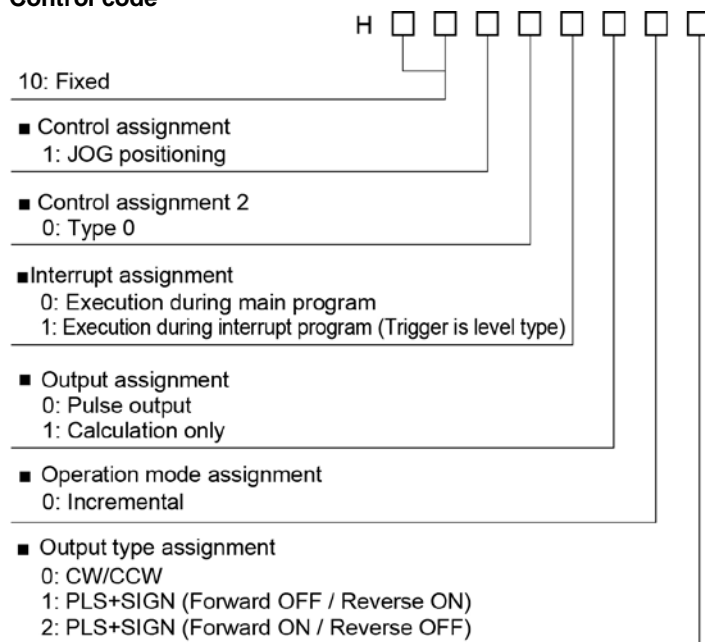 Control code
H □ □ □ □ □ □ □ □
10: Fixed
■ Control assignment
1: JOG positioning
■ Control assignment 2
0: Type 0
■Interrupt assignment
0: Execution during main program
1: Execution during interrupt program (Trigger is level type)
■ Output assignment
0: Pulse output
1: Calculation only
■ Operation mode assignment
0: Incremental
■ Output type assignment
0: CW/CCW
1: PLS+SIGN (Forward OFF / Reverse ON)
2: PLS+SIGN (Forward ON / Reverse OFF)